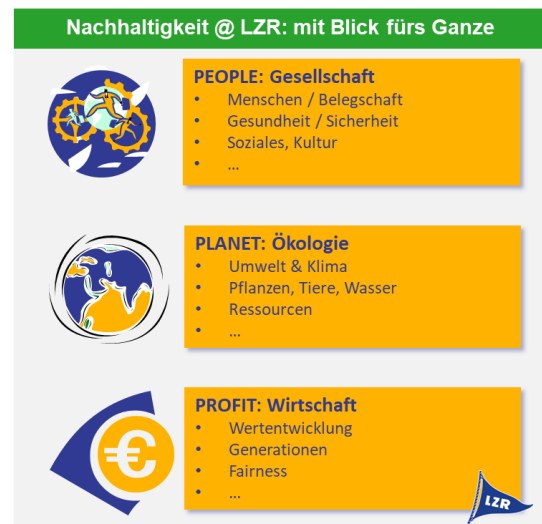 Nachhaltigkeit @ LZR: mit Blick fürs Ganze
PEOPLE: Gesellschaft
• Menschen / Belegschaft
• Gesundheit / Sicherheit
• Soziales, Kultur
• ...
PLANET: Ökologie
• Umwelt & Klima
• Pflanzen, Tiere, Wasser
• Ressourcen
• ...
€
PROFIT: Wirtschaft
• Wertentwicklung
• Generationen
• Fairness
• ...
LZR